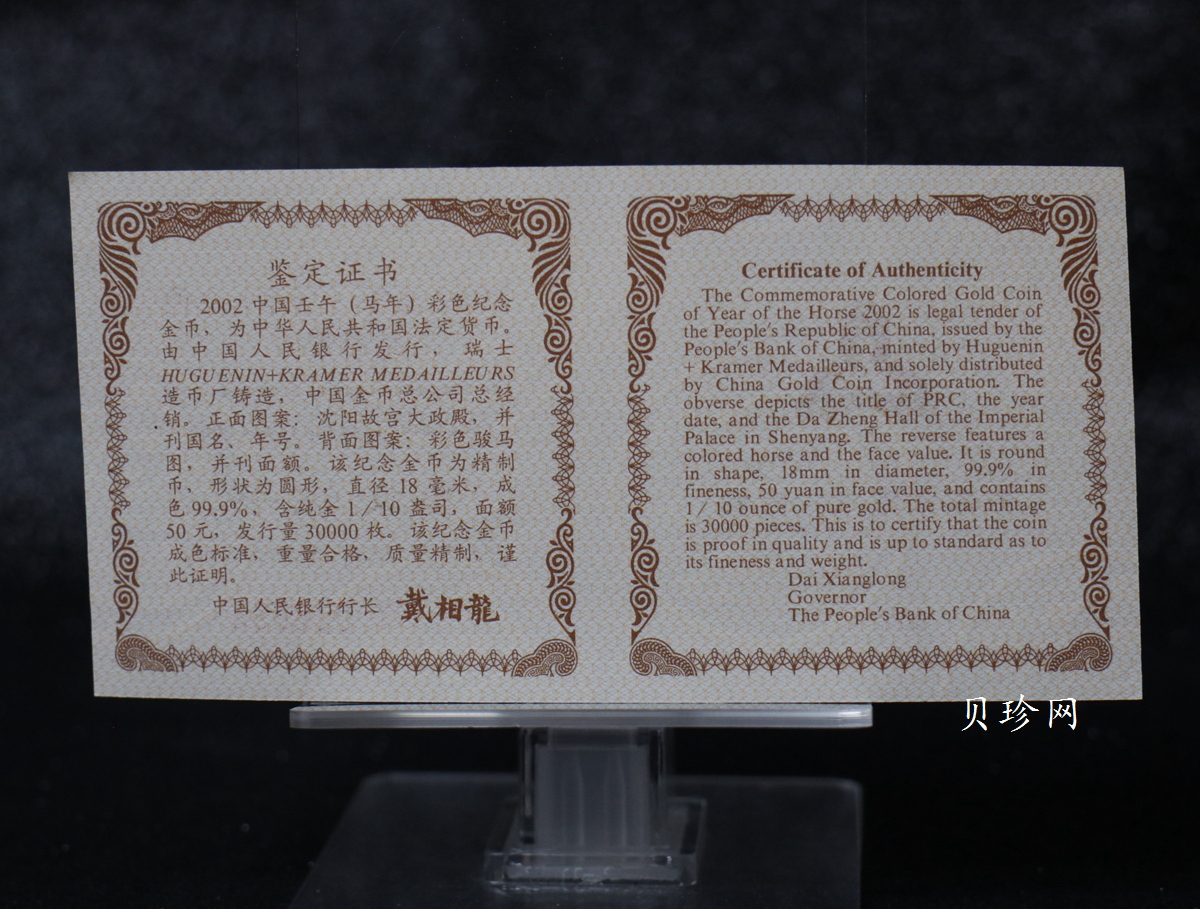 鉴定证书
2002 中国壬午（马年）彩色纪念
金币，为中华人民共和国法定货币。
由中国人民银行发行，瑞士
HUGUENIN+KRAMER MEDAILLEURS
造币厂铸造，中国金币总公司总经
销。正面图案：沈阳故宫大政殿，并
刊国名、年号。背面图案：彩色骏马
图，并刊面额。该纪念金币为精制
币，形状为圆形，直径 18 毫米，成
色 99.9%，含纯金 1/10 盎司，面额
50 元，发行量 30000 枚。该纪念金币
成色标准，重量合格，质量精制，谨
此证明。
中国人民银行行长 戴相龍
Certificate of Authenticity
The Commemorative Colored Gold Coin
of Year of the Horse 2002 is legal tender of
the People's Republic of China, issued by the
People's Bank of China, minted by Huguenin
+ Kramer Medailleurs, and solely distributed
by China Gold Coin Incorporation. The
obverse depicts the title of PRC, the year
date, and the Da Zheng Hall of the Imperial
Palace in Shenyang. The reverse features a
colored horse and the face value. It is round
in shape, 18mm in diameter, 99.9% in
fineness, 50 yuan in face value, and contains
1/10 ounce of pure gold. The total mintage
is 30000 pieces. This is to certify that the coin
is proof in quality and is up to standard as to
its fineness and weight.
Dai Xianglong
Governor
The People's Bank of China
贝珍网